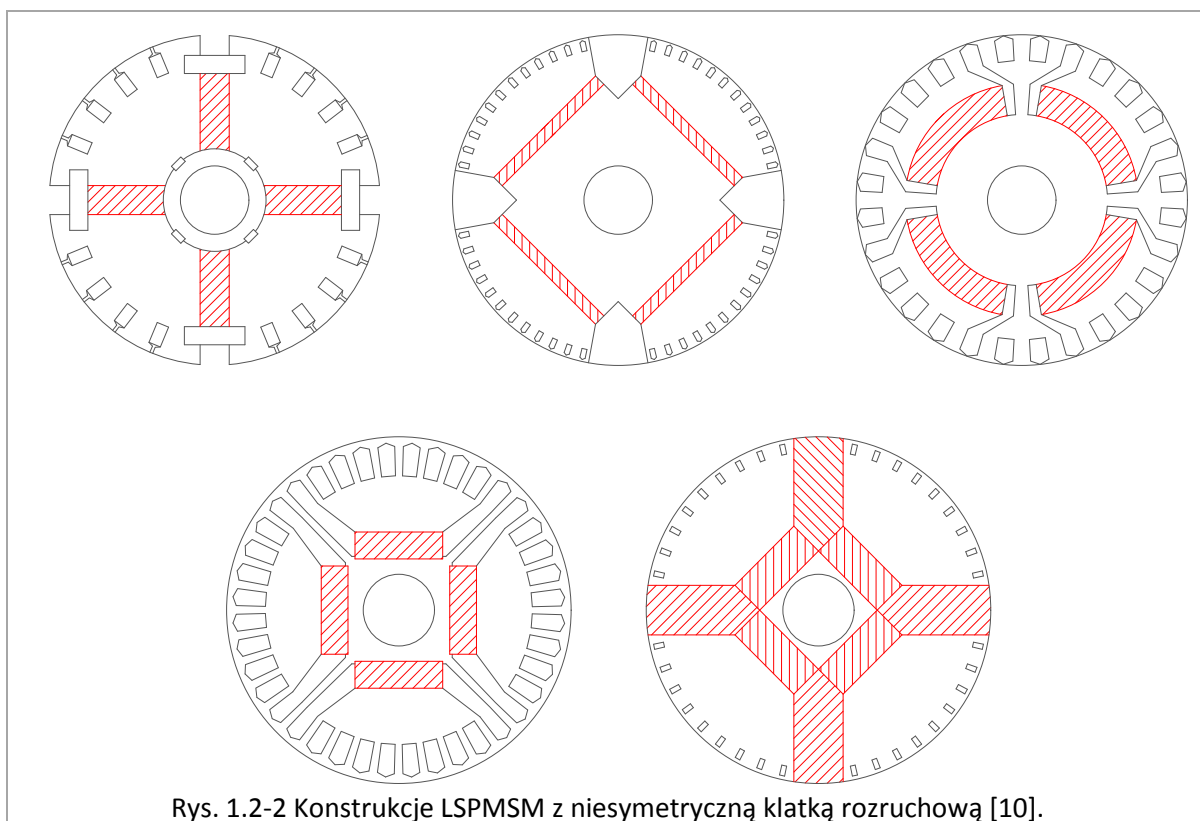 Rys. 1.2-2 Konstrukcje LSPMSM z niesymetryczną klatką rozruchową [10].